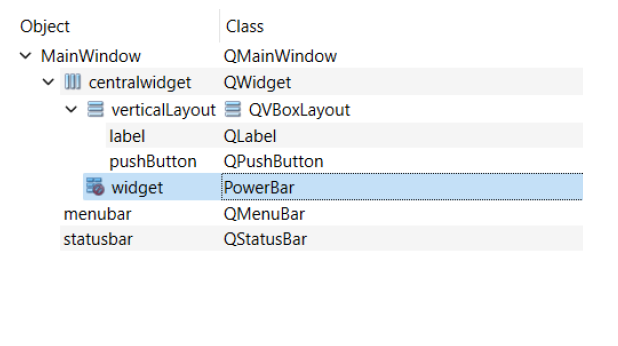 Object Class
MainWindow QMainWindow
centralwidget QWidget
verticalLayout QVBoxLayout
label QLabel
pushButton QPushButton
widget PowerBar
menubar QMenuBar
statusbar QStatusBar